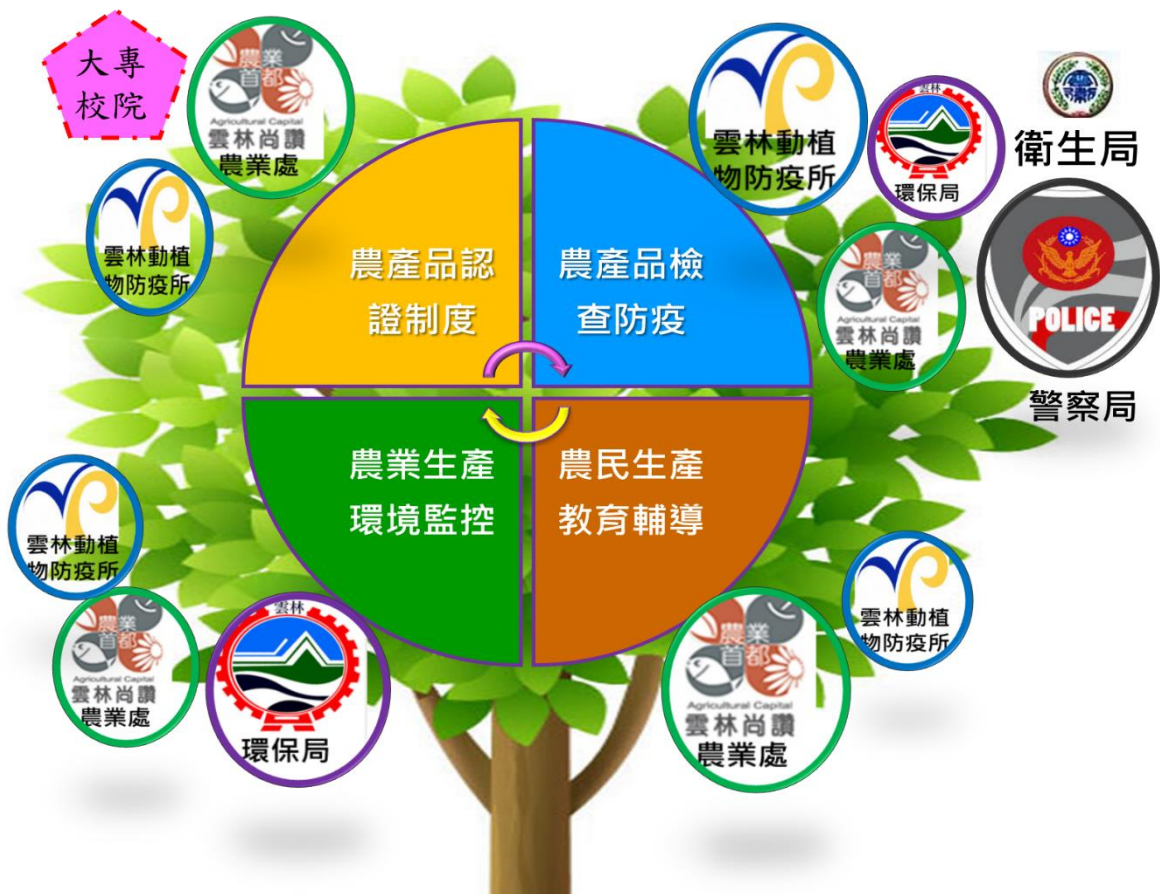 大專
校院
農業
首都
Agricultural Capital
雲林尚讚
農業處
雲林動植
物防疫所
雲林
環保局
衛生局
雲林動植
物防疫所
農產品認
證制度
農產品檢
查防疫
農業
首都
Agricultural Capital
雲林尚讚
農業處
POLICE
警察局
農業生產
環境監控
農民生產
教育輔導
雲林動植
物防疫所
農業
首都
Agricultural Capital
雲林尚讚
農業處
雲林
環保局
農業
首都
Agricultural Capital
雲林尚讚
農業處
雲林動植
物防疫所